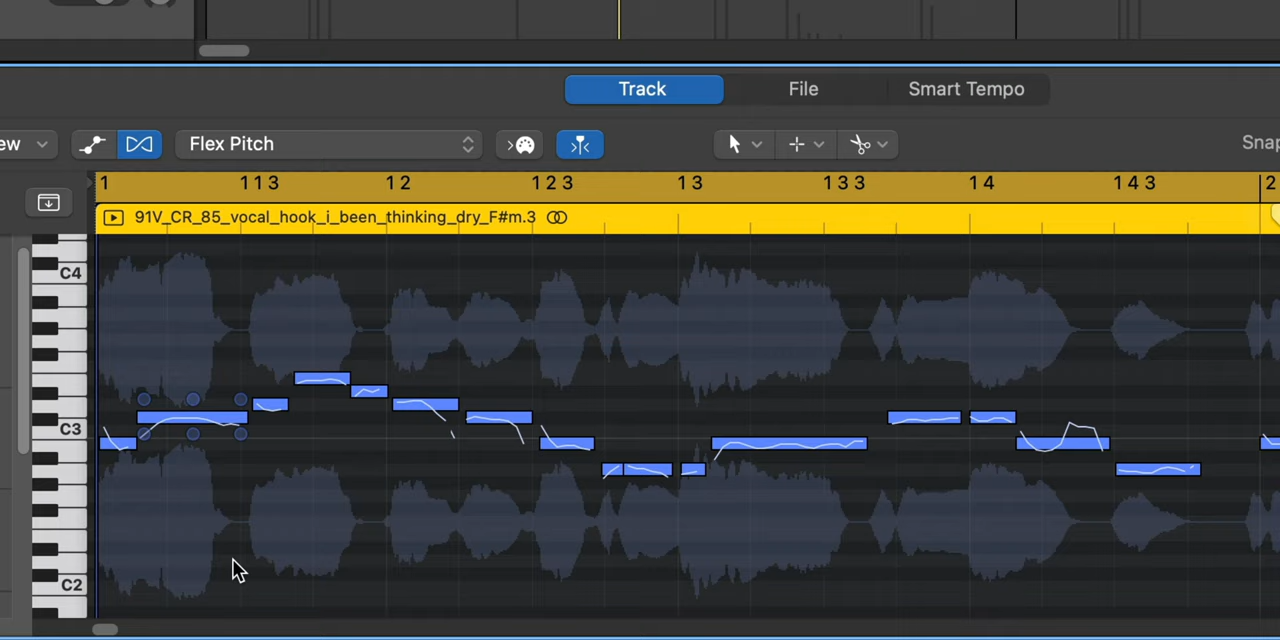 Track File Smart Tempo
ew Flex Pitch Snap
1 1 1 3 1 2 1 2 3 1 3 1 3 3 1 4 1 4 3 2
91V_CR_85_vocal_hook_i_been_thinking_dry_F#m.3
C4
C3
C2